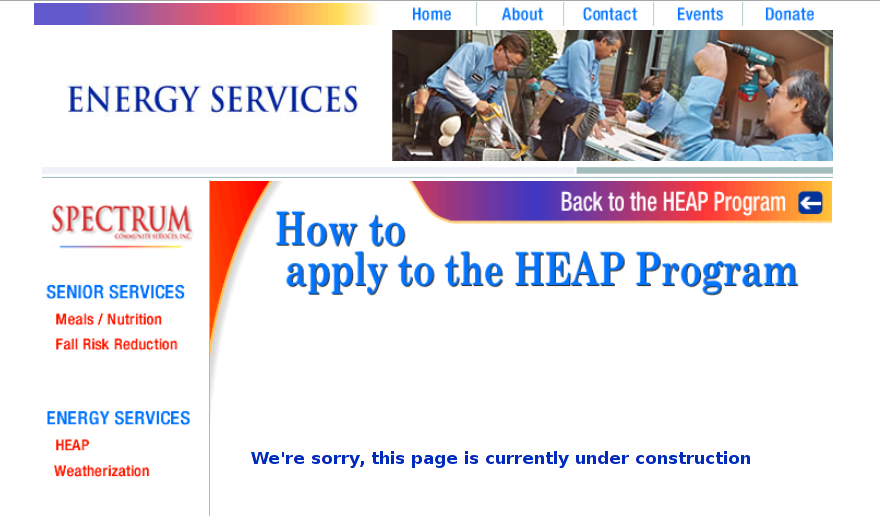 Home
About
Contact
Events
Donate
ENERGY SERVICES
SPECTRUM
COMMUNITY SERVICES, INC.
Back to the HEAP Program
How to
apply to the HEAP Program
SENIOR SERVICES
Meals / Nutrition
Fall Risk Reduction
ENERGY SERVICES
HEAP
Weatherization
We're sorry, this page is currently under construction